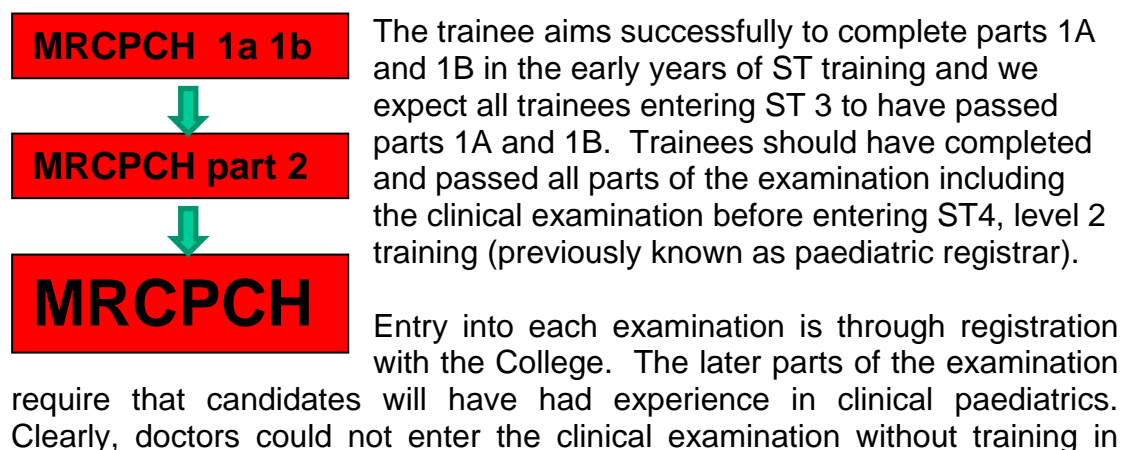 MRCPCH 1a 1b
MRCPCH part 2
MRCPCH
The trainee aims successfully to complete parts 1A
and 1B in the early years of ST training and we
expect all trainees entering ST 3 to have passed
parts 1A and 1B. Trainees should have completed
and passed all parts of the examination including
the clinical examination before entering ST4, level 2
training (previously known as paediatric registrar).
Entry into each examination is through registration
with the College. The later parts of the examination
require that candidates will have had experience in clinical paediatrics.
Clearly, doctors could not enter the clinical examination without training in